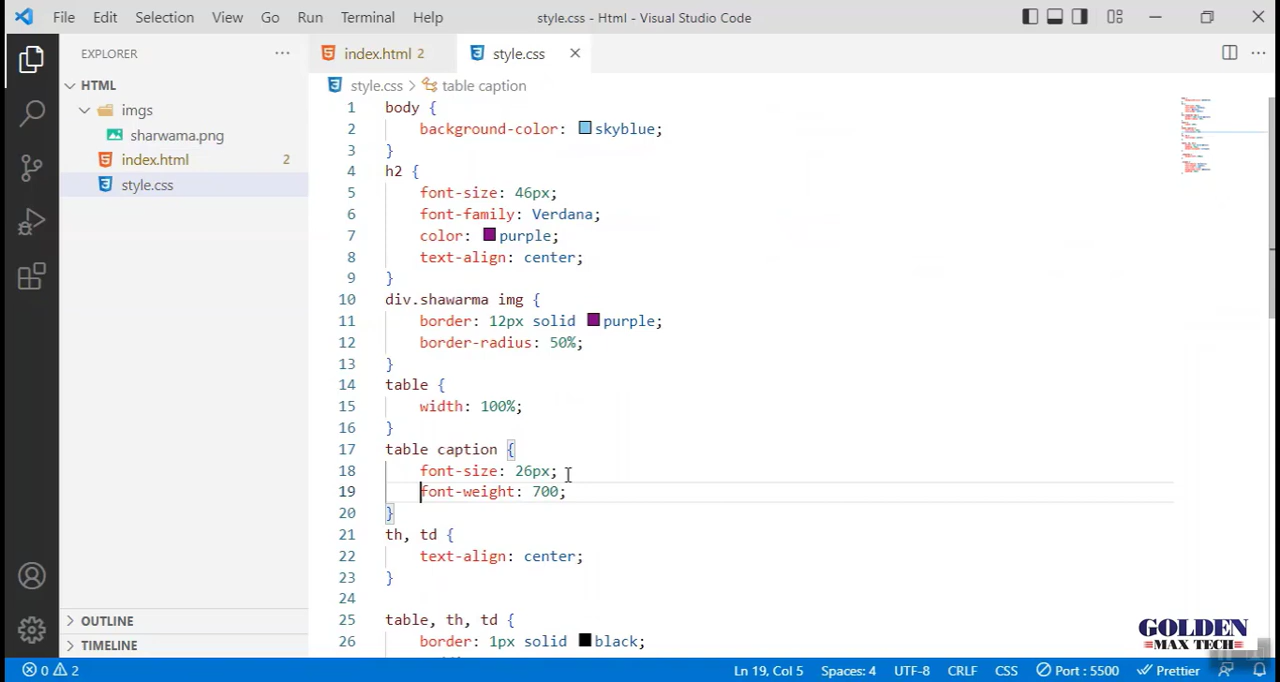 File Edit Selection View Go Run Terminal Help style.css - Html - Visual Studio Code
EXPLORER
HTML
imgs
sharwama.png
index.html 2
style.css
OUTLINE
TIMELINE
index.html 2 style.css
style.css > table caption
1 body {
2 background-color: skyblue;
3 }
4 h2 {
5 font-size: 46px;
6 font-family: Verdana;
7 color: purple;
8 text-align: center;
9 }
10 div.shawarma img {
11 border: 12px solid purple;
12 border-radius: 50%;
13 }
14 table {
15 width: 100%;
16 }
17 table caption {
18 font-size: 26px;
19 font-weight: 700;
20 }
21 th, td {
22 text-align: center;
23 }
24
25 table, th, td {
26 border: 1px solid black;
GOLDEN
MAX TECH
0 2 Ln 19, Col 5 Spaces: 4 UTF-8 CRLF CSS Port : 5500 Prettier